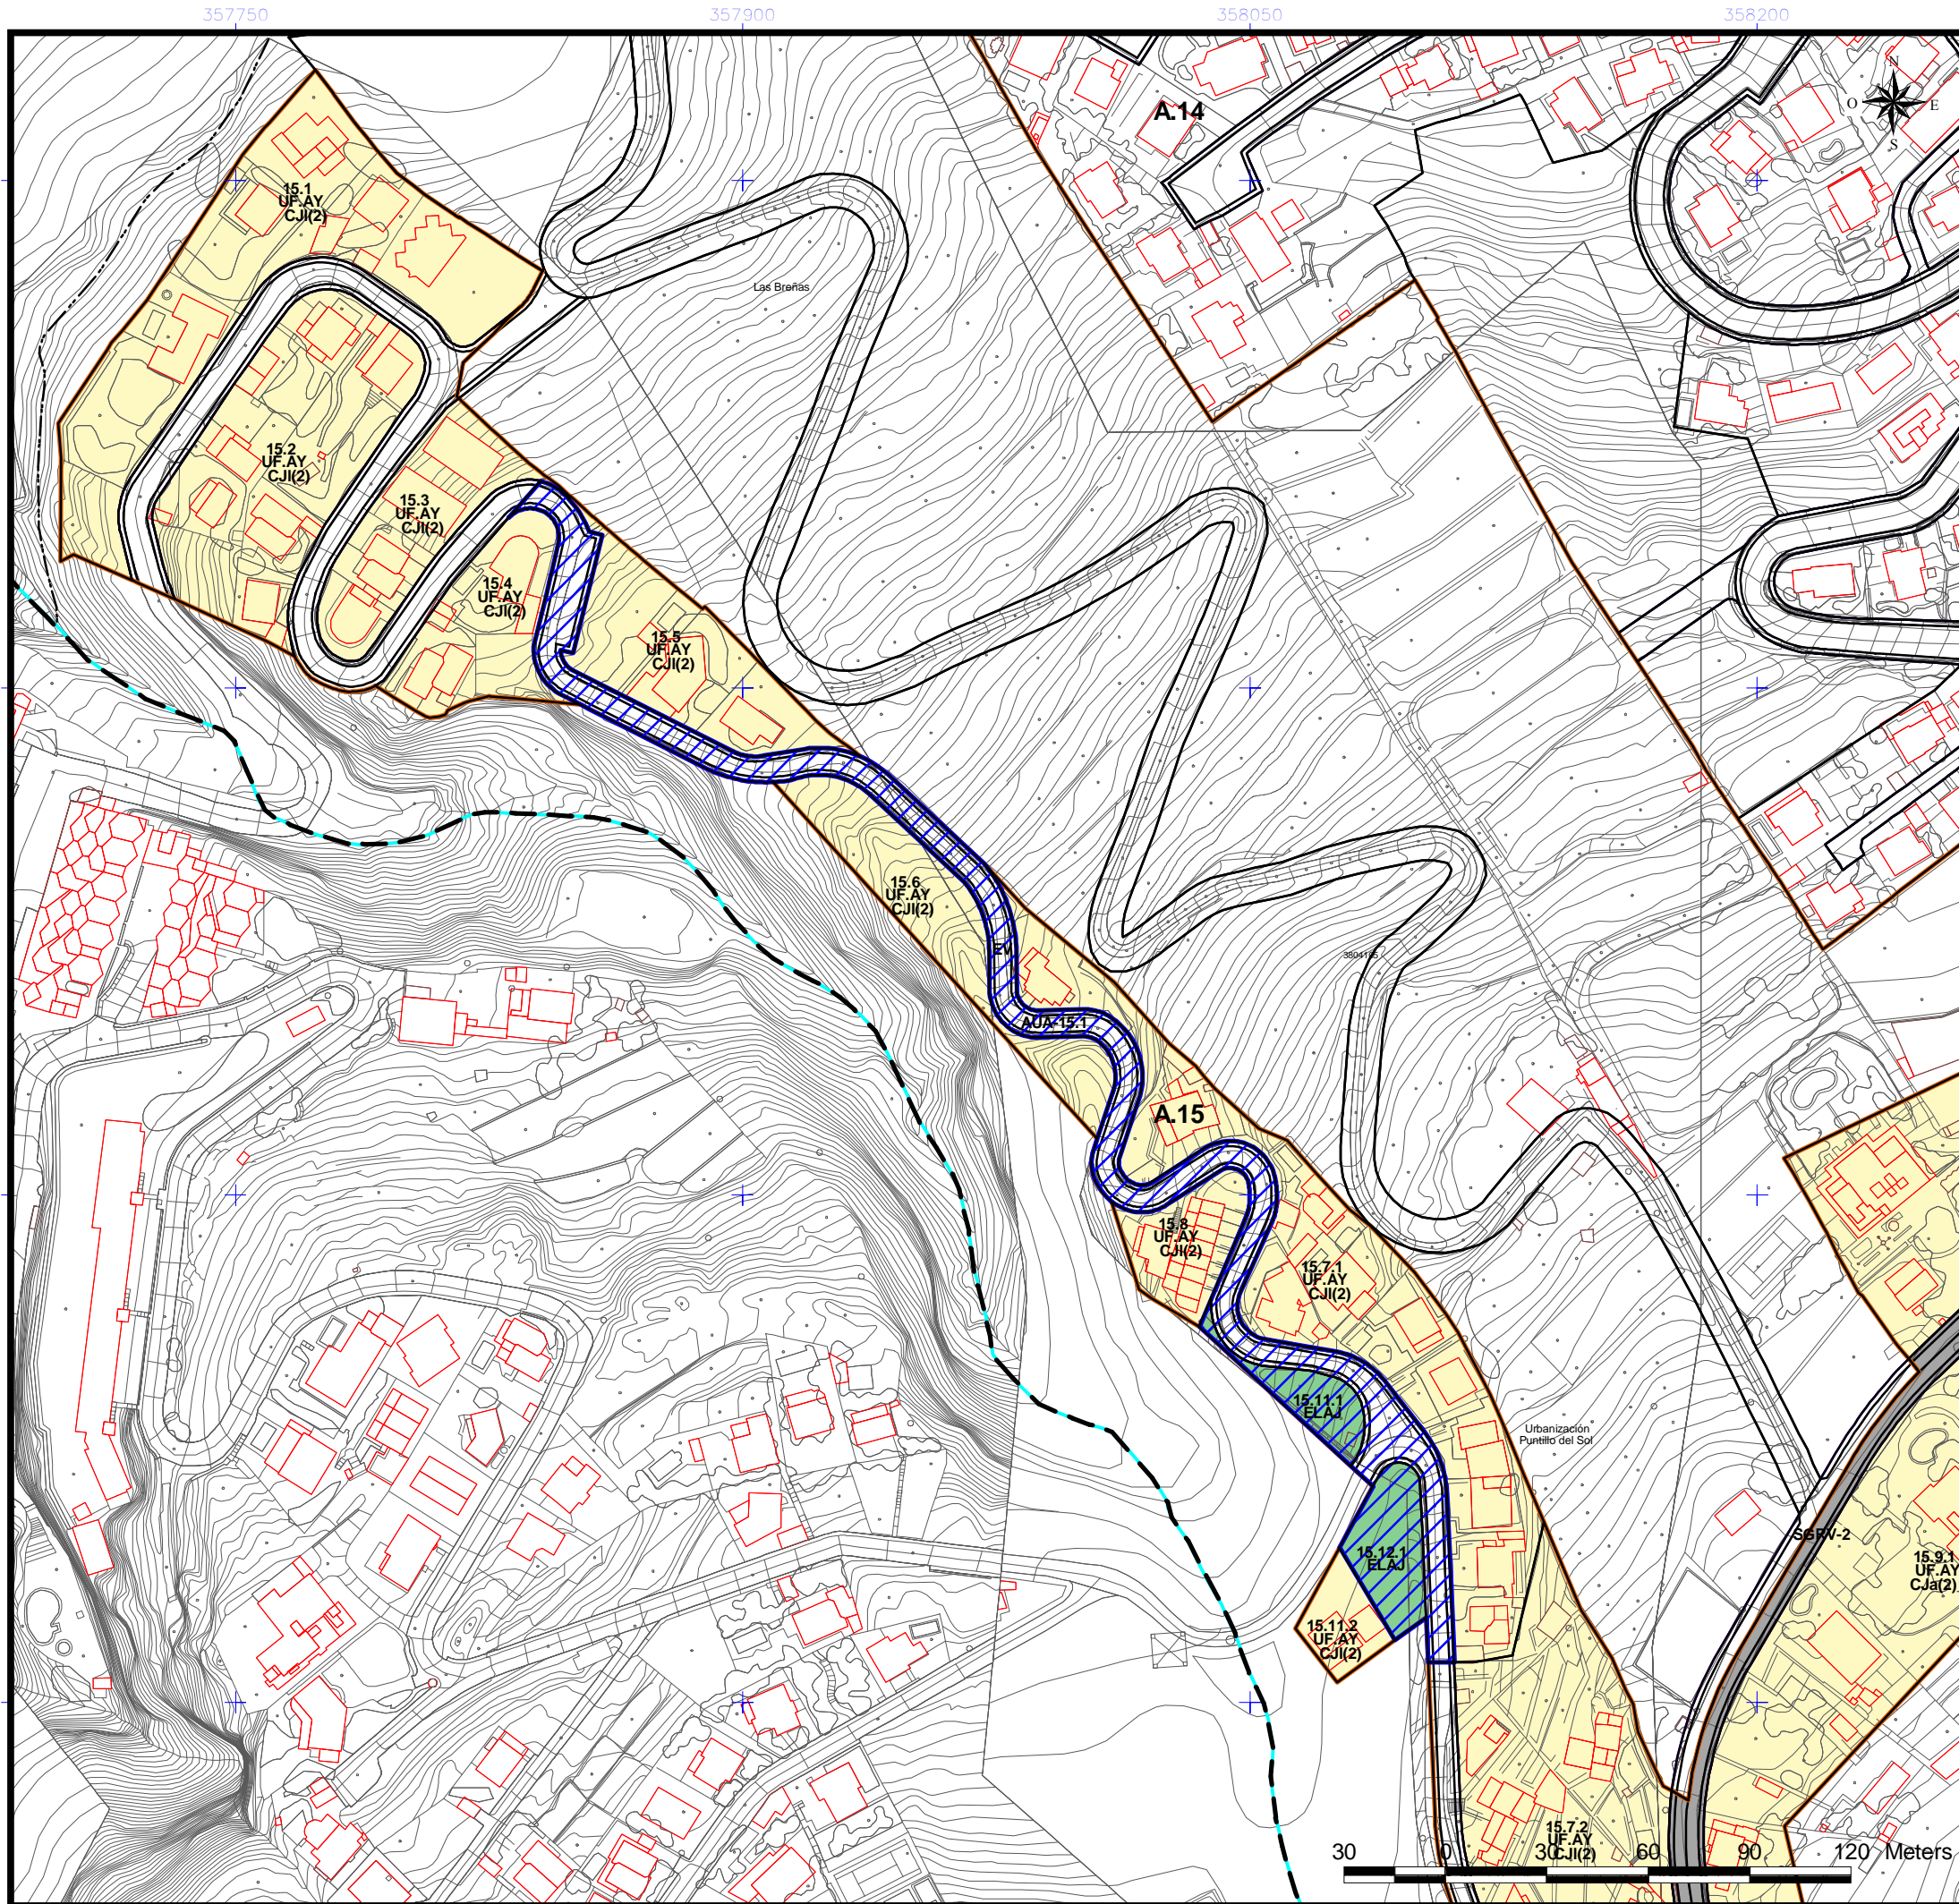 357750 357900 358050 358200
A.14
N
O E
S
15.1
UF.AY
CJI(2)
Las Breñas
15.2
UF.AY
CJI(2)
15.3
UF.AY
CJI(2)
15.4
UF.AY
CJI(2)
15.5
UF.AY
CJI(2)
15.6
UF.AY
CJI(2)
EV
3804165
AUA-15.1
A.15
15.8
UF.AY
CJI(2)
15.7.1
UF.AY
CJI(2)
15.11.1
ELAJ
Urbanización
Puntillo del Sol
SGRV-2
15.12.1
ELAJ
15.9.1
UF.AY
CJa(2)
15.11.2
UF.AY
CJI(2)
15.7.2
UF.AY
CJI(2)
30 0 30 60 90 120 Meters